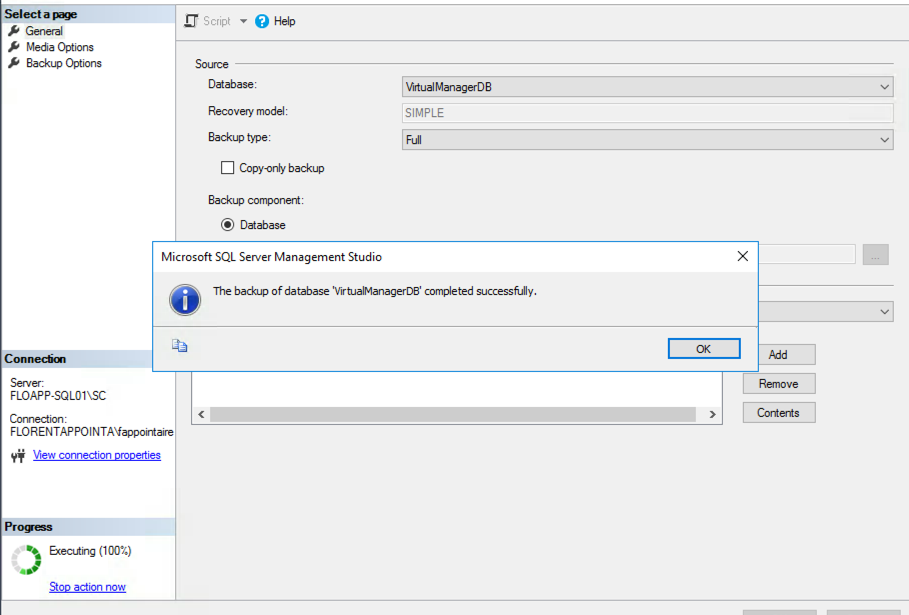 Select a page
General
Media Options
Backup Options
Script
Help
Source
Database:
VirtualManagerDB
Recovery model:
SIMPLE
Backup type:
Full
Copy-only backup
Backup component:
Database
...
Microsoft SQL Server Management Studio
The backup of database 'VirtualManagerDB' completed successfully.
OK
Add
Remove
Contents
Connection
Server:
FLOAPP-SQL01\SC
Connection:
FLORENTAPPOINTA\fappointaire
View connection properties
Progress
Executing (100%)
Stop action now